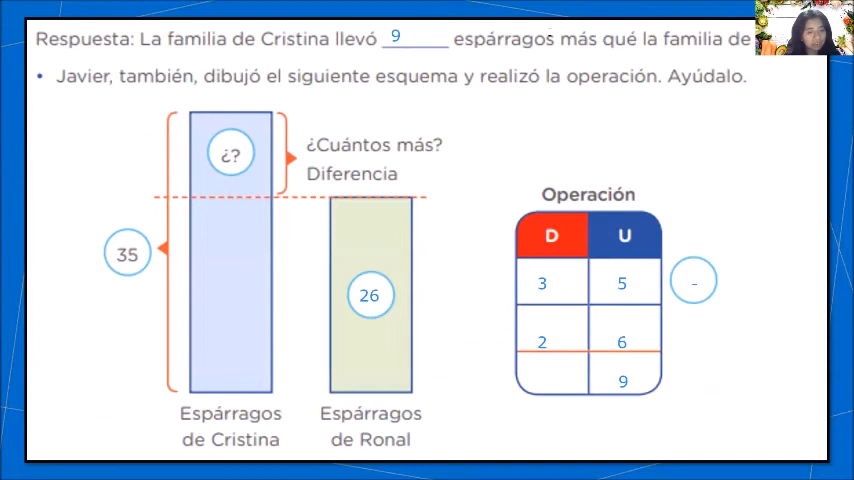 Respuesta: La familia de Cristina llevó 9 espárragos más qué la familia de
• Javier, también, dibujó el siguiente esquema y realizó la operación. Ayúdalo.
¿?
¿Cuántos más?
Diferencia
35
26
Espárragos
de Cristina
Espárragos
de Ronal
Operación
D U
3 5 -
2 6
9